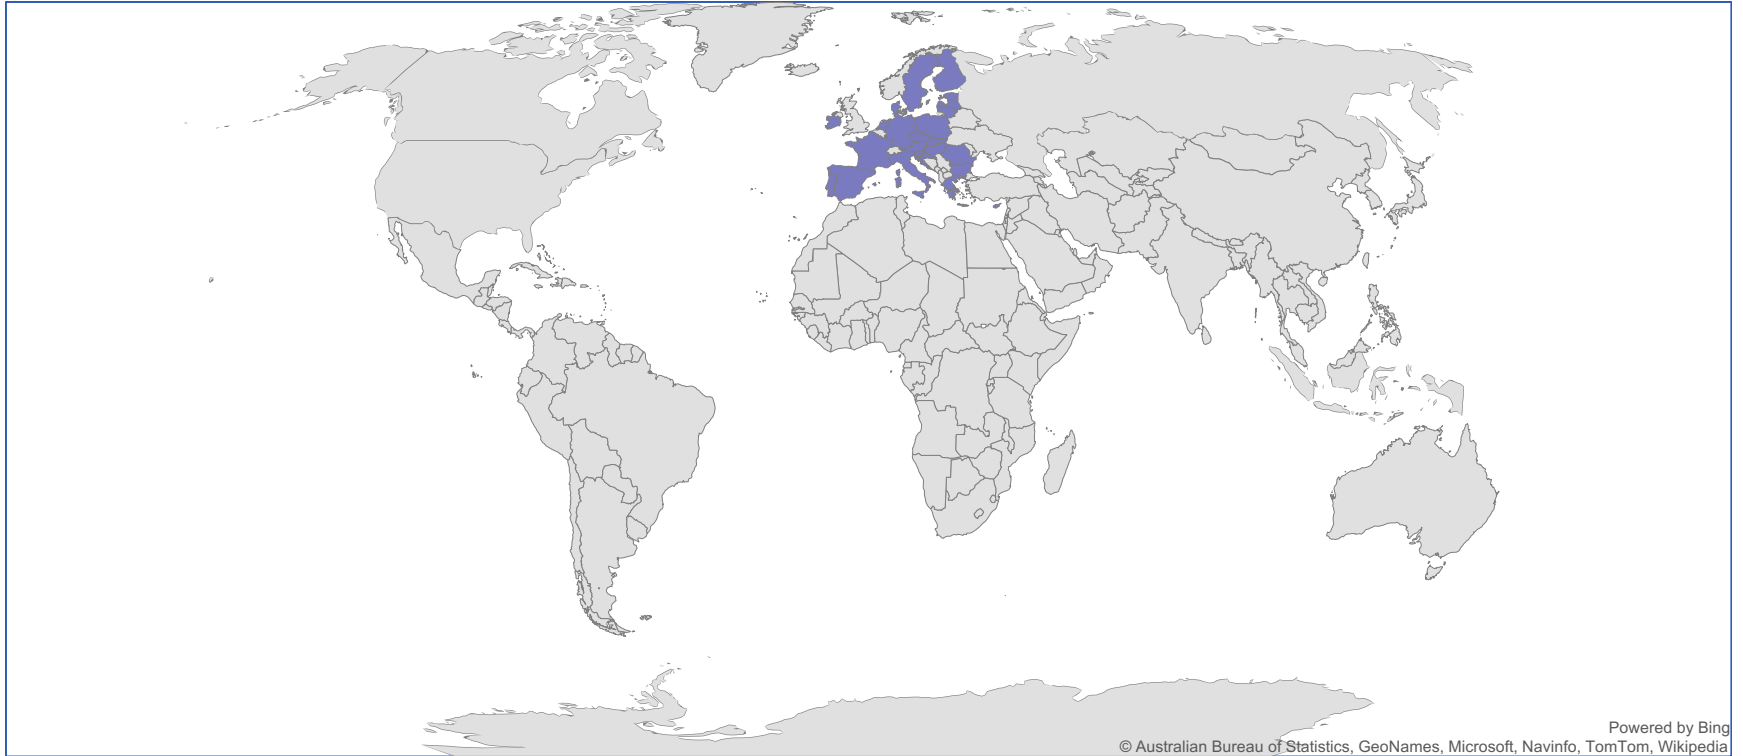 Powered by Bing
© Australian Bureau of Statistics, GeoNames, Microsoft, Navinfo, TomTom, Wikipedia